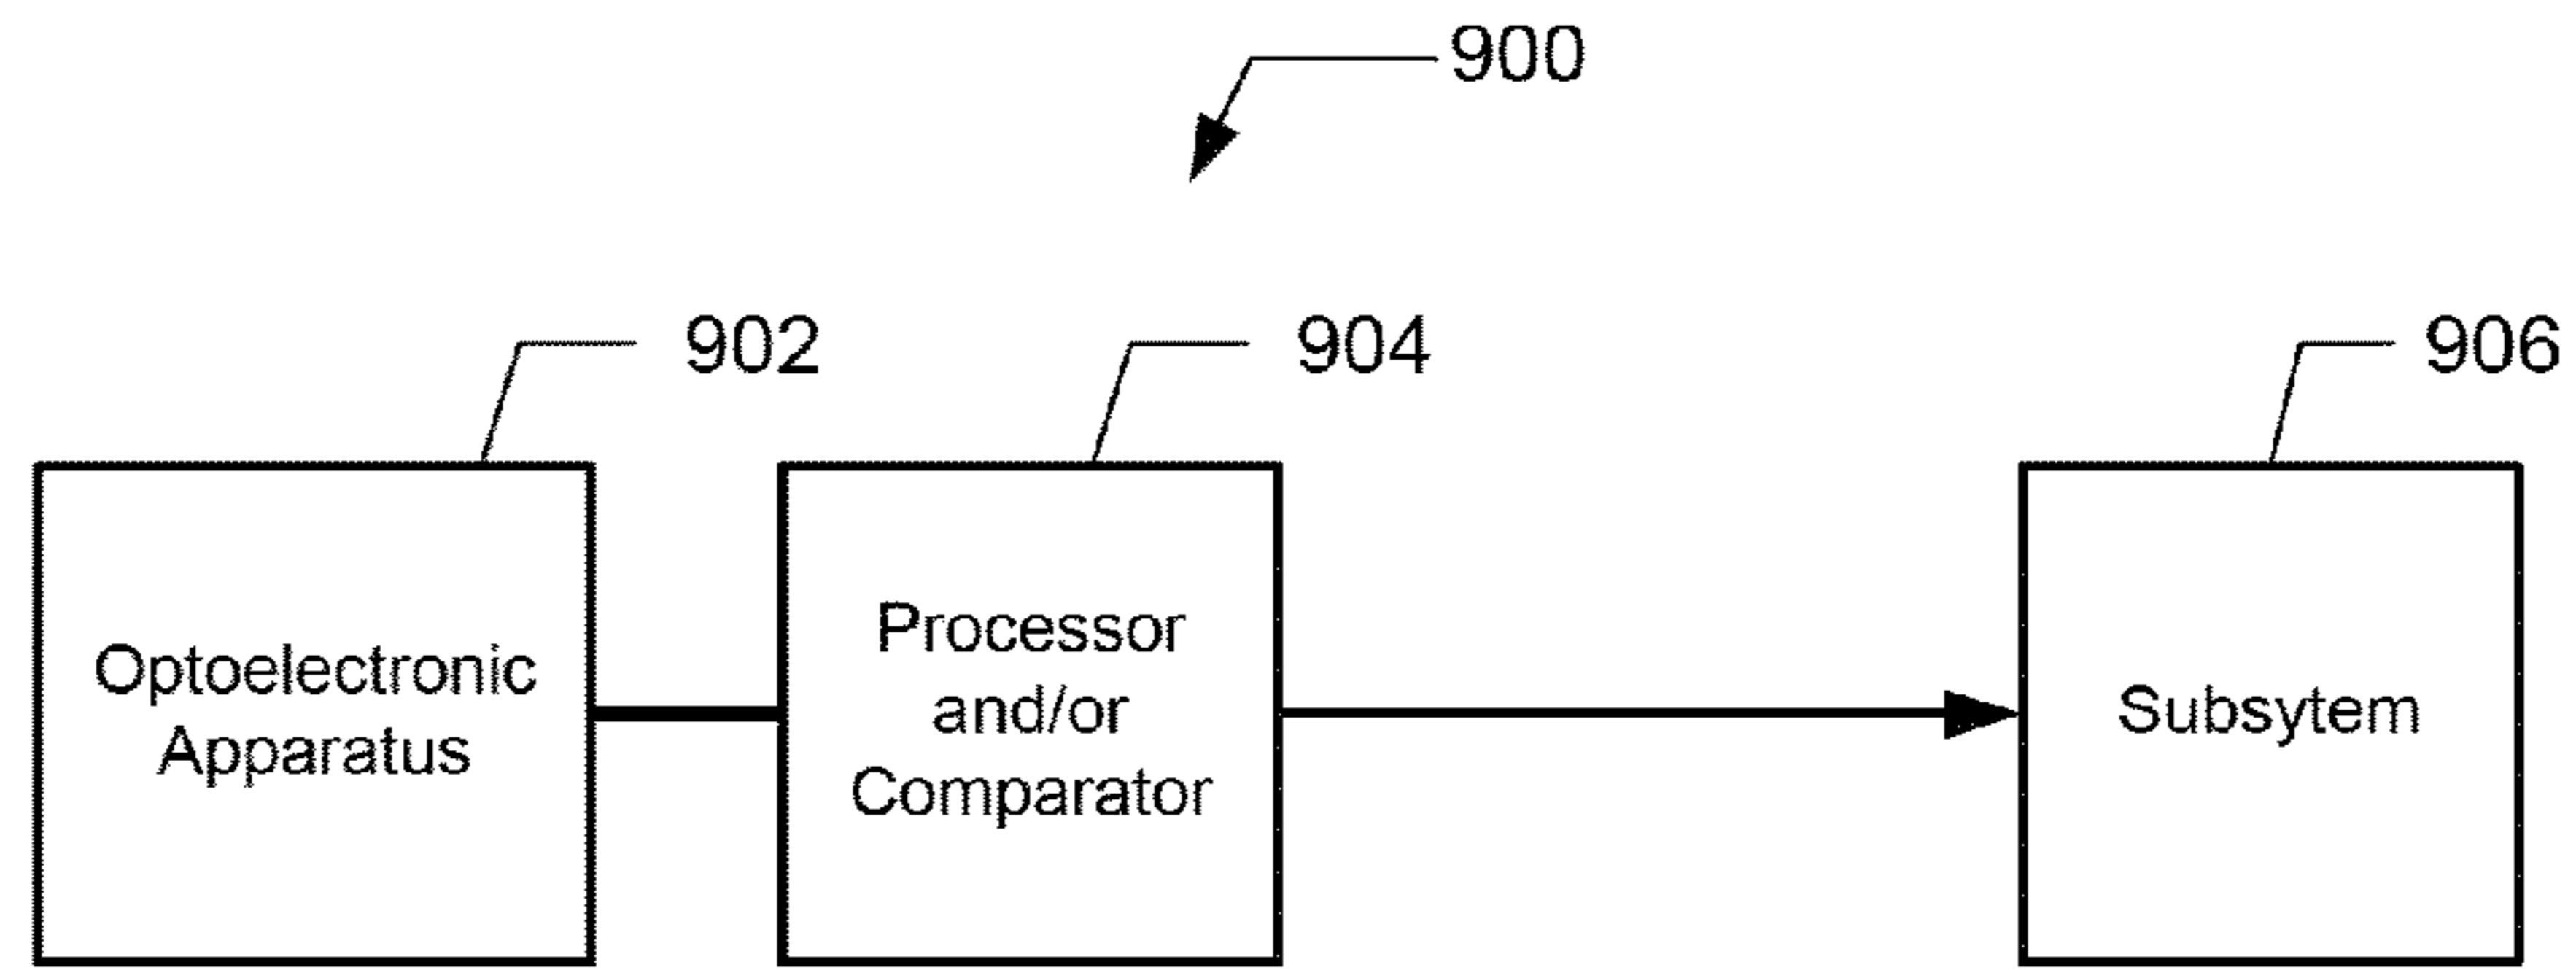 900
902
904
906
Optoelectronic
Apparatus
Processor
and/or
Comparator
Subsytem